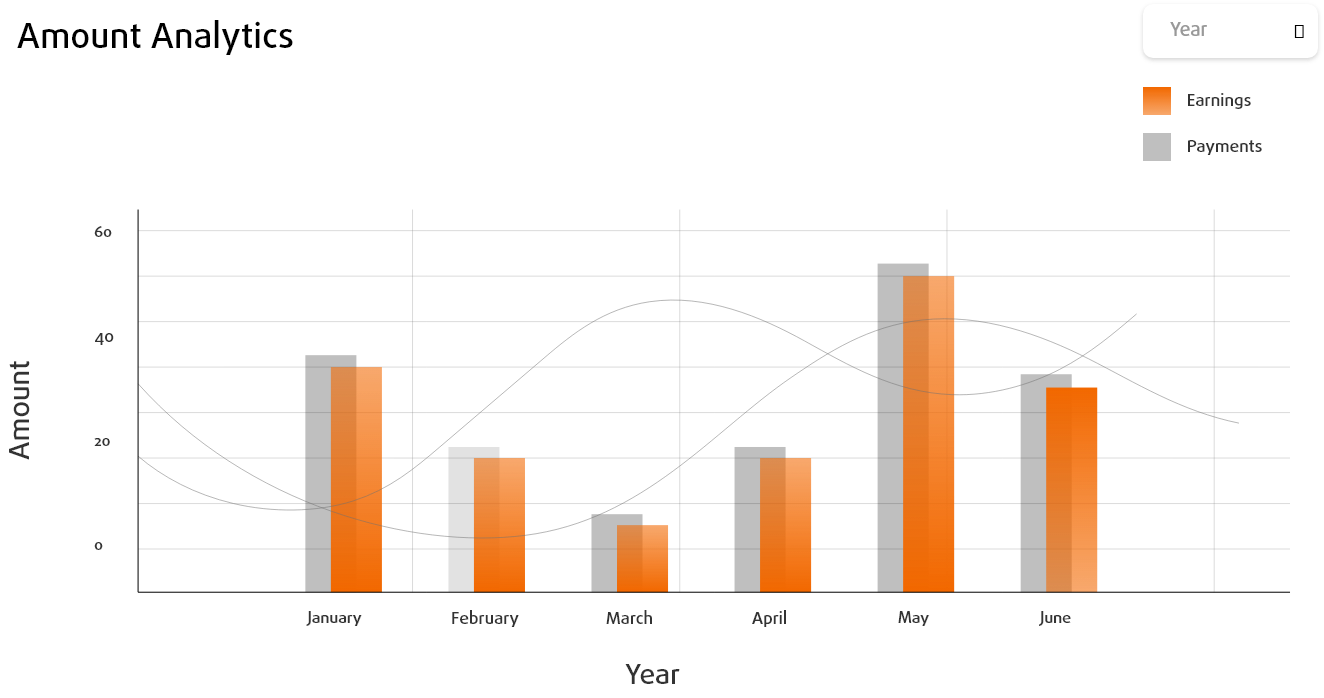 Amount Analytics
Year
Earnings
Payments
60
40
20
0
Amount
January
February
March
April
May
June
Year